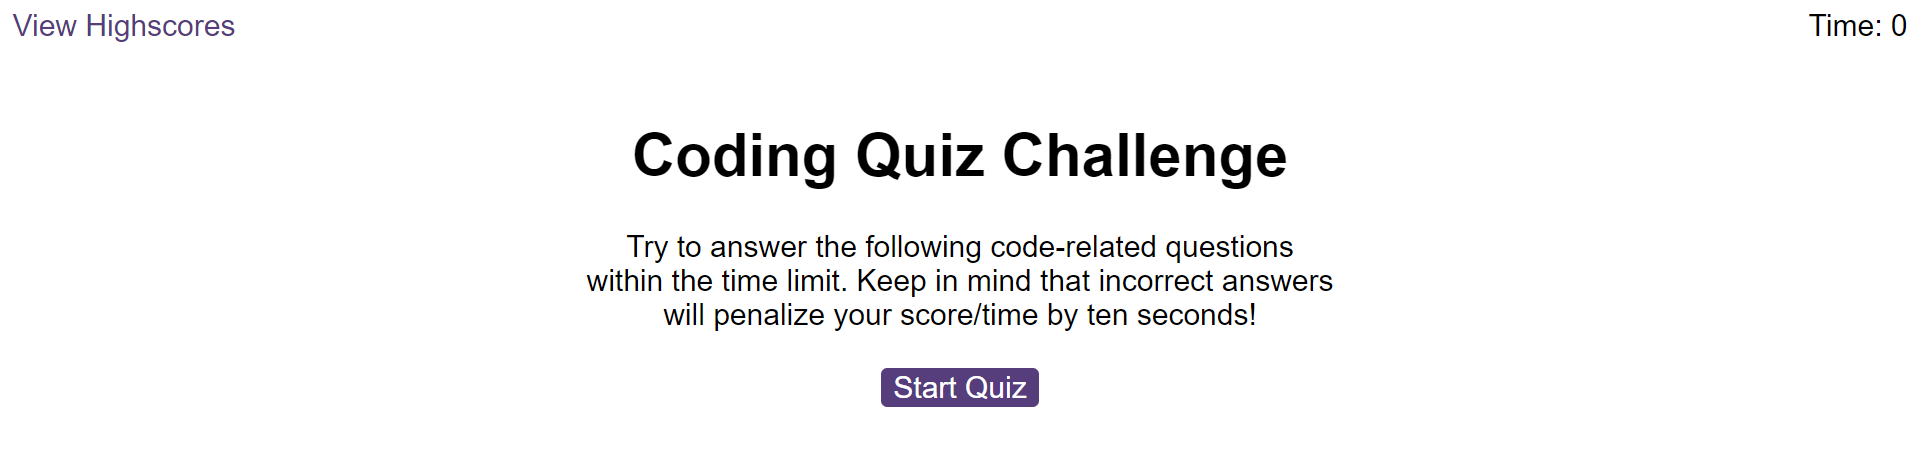 View Highscores
Time: 0
Coding Quiz Challenge
Try to answer the following code-related questions
within the time limit. Keep in mind that incorrect answers
will penalize your score/time by ten seconds!
Start Quiz